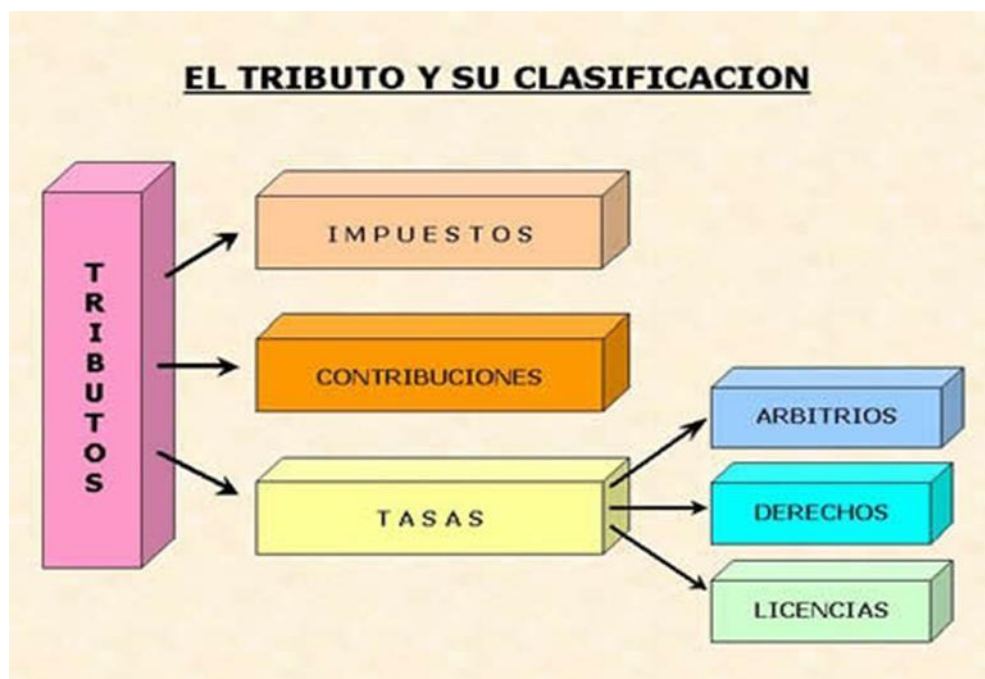 EL TRIBUTO Y SU CLASIFICACION
TRIBUTOS
IMPUESTOS
CONTRIBUCIONES
TASAS
ARBITRIOS
DERECHOS
LICENCIAS